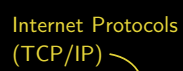 Internet Protocols
(TCP/IP)